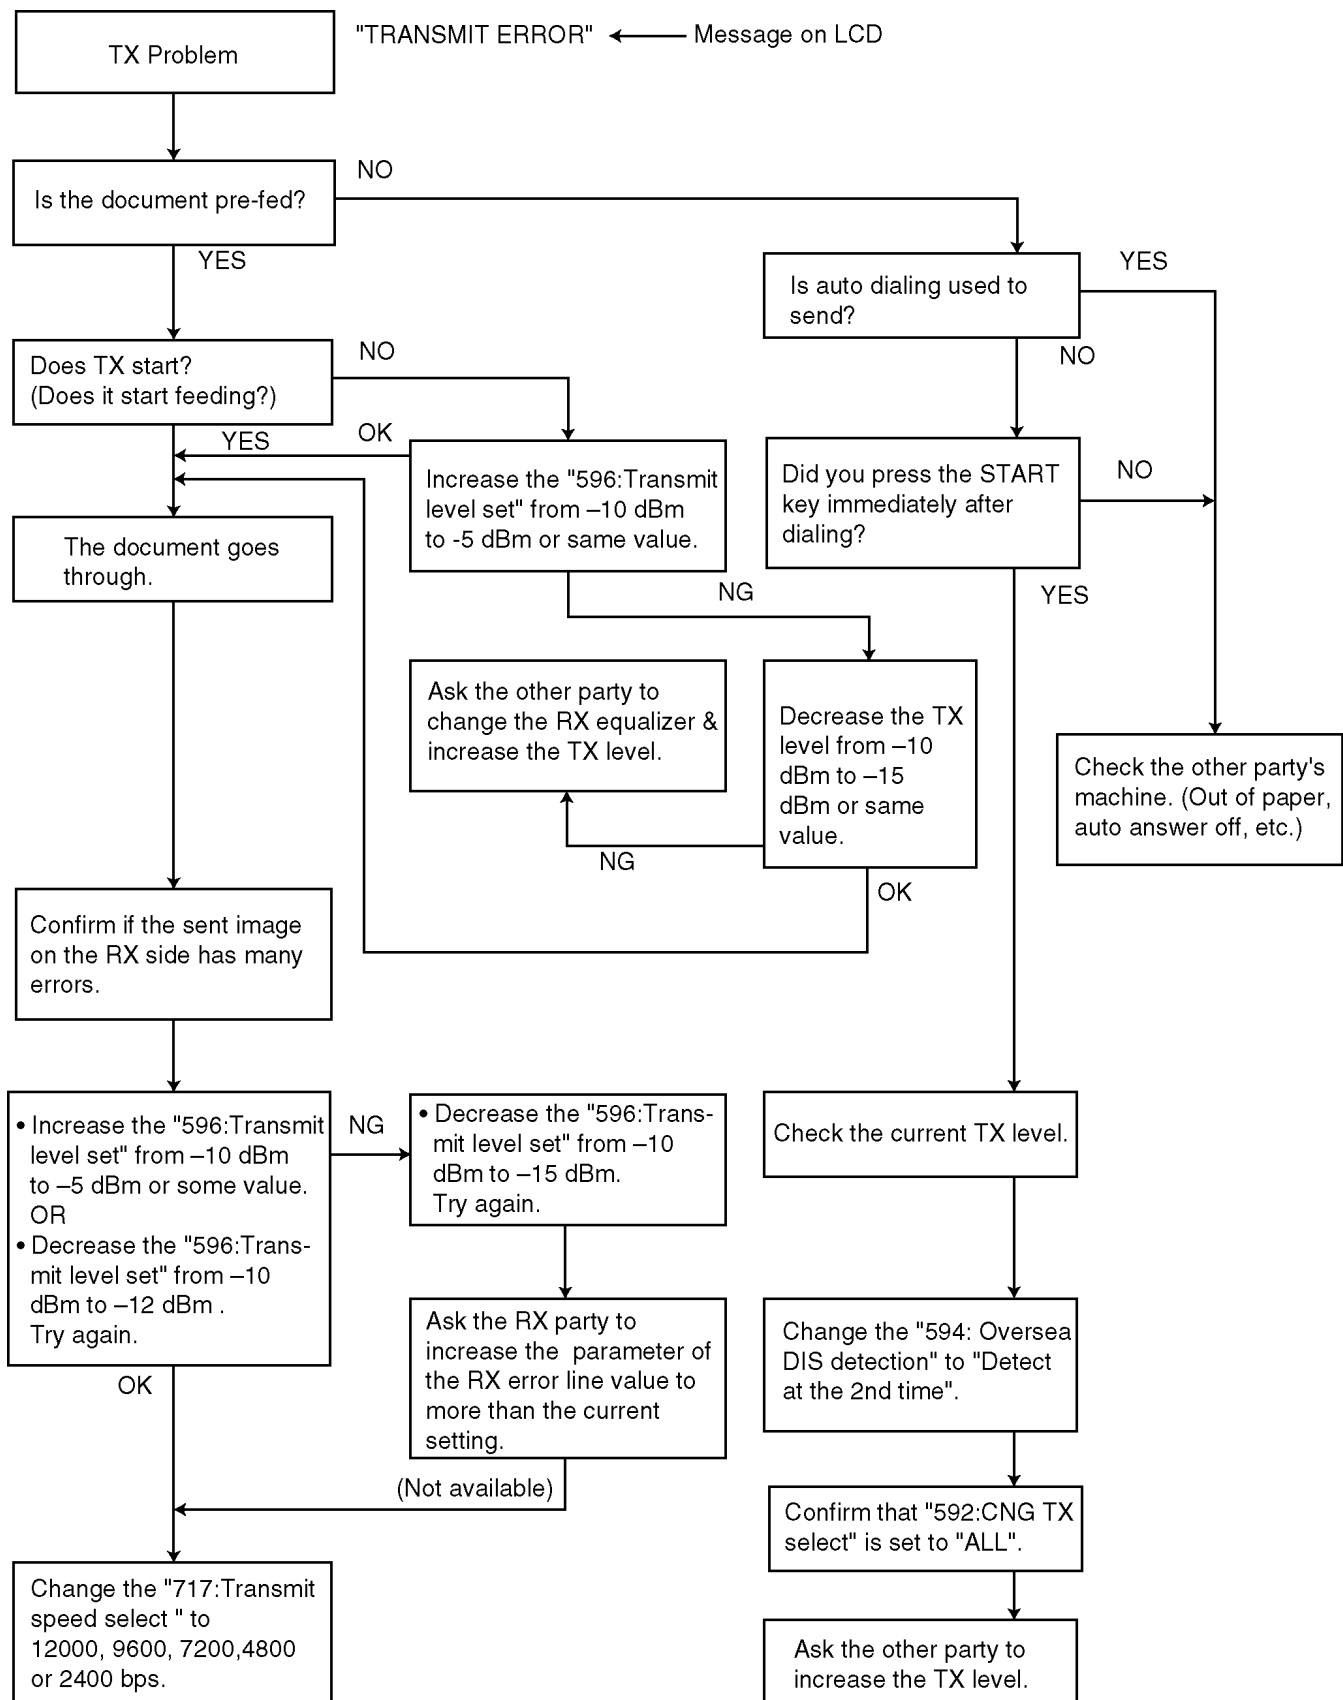 TX Problem
"TRANSMIT ERROR"
Message on LCD
Is the document pre-fed?
NO
YES
Is auto dialing used to
send?
YES
NO
Does TX start?
(Does it start feeding?)
NO
YES
OK
Increase the "596:Transmit
level set" from –10 dBm
to -5 dBm or same value.
NG
Did you press the START
key immediately after
dialing?
NO
YES
The document goes
through.
Ask the other party to
change the RX equalizer &
increase the TX level.
Decrease the TX
level from –10
dBm to –15
dBm or same
value.
NG
OK
Check the other party's
machine. (Out of paper,
auto answer off, etc.)
Confirm if the sent image
on the RX side has many
errors.
• Increase the "596:Transmit
level set" from –10 dBm
to –5 dBm or some value.
OR
• Decrease the "596:Trans-
mit level set" from –10
dBm to –12 dBm .
Try again.
NG
OK
• Decrease the "596:Trans-
mit level set" from –10
dBm to –15 dBm.
Try again.
Ask the RX party to
increase the  parameter of
the RX error line value to
more than the current
setting.
(Not available)
Change the "717:Transmit
speed select " to
12000, 9600, 7200,4800
or 2400 bps.
Check the current TX level.
Change the "594: Oversea
DIS detection" to "Detect
at the 2nd time".
Confirm that "592:CNG TX
select" is set to "ALL".
Ask the other party to
increase the TX level.